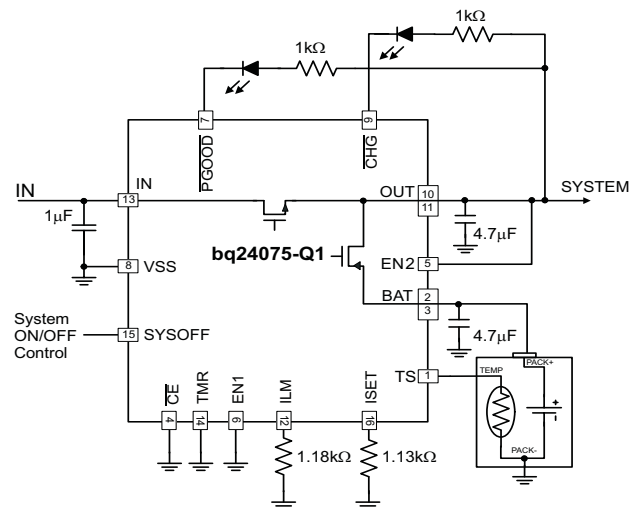 1kΩ
1kΩ
7
9
PGOOD
CHG
IN
IN
13
OUT
10
11
SYSTEM
1μF
4.7μF
bq24075-Q1
EN2
5
8
VSS
BAT
2
3
4.7μF
System
ON/OFF
Control
15
SYSOFF
TS
1
PACK+
TEMP
+
-
PACK-
CE
TMR
EN1
ILM
ISET
4
14
6
12
16
1.18kΩ
1.13kΩ